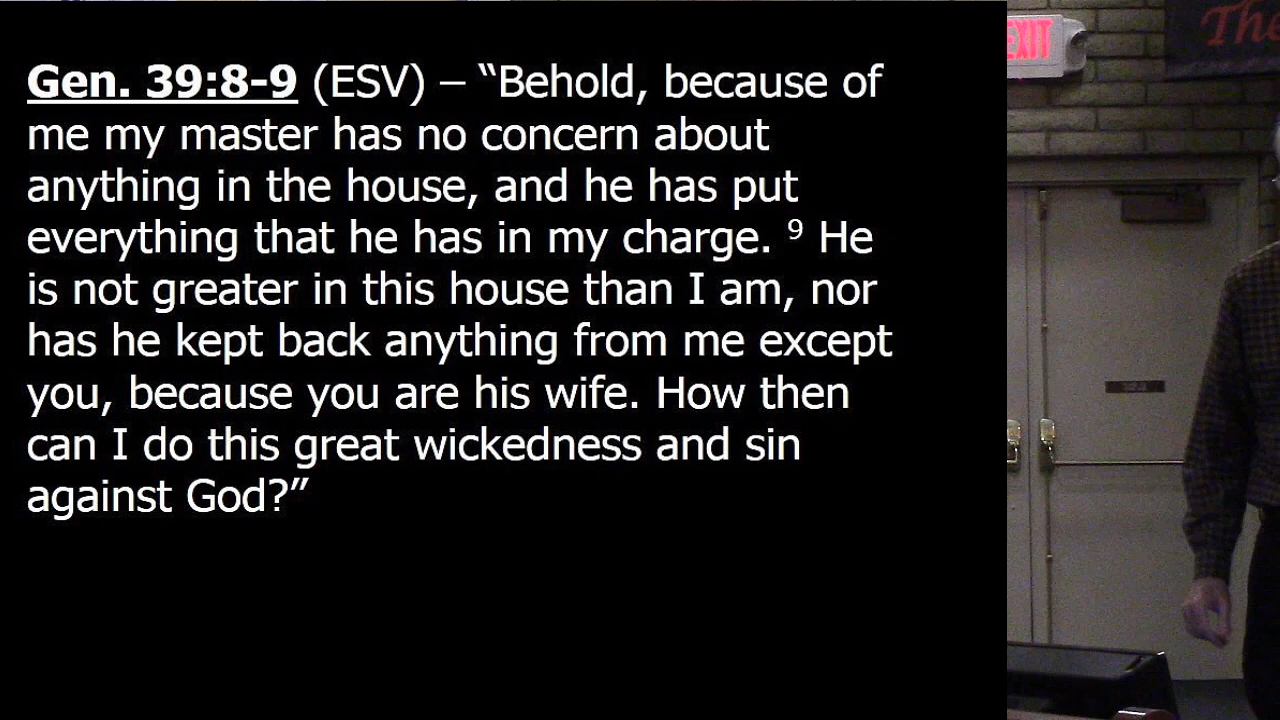 Gen. 39:8-9 (ESV) – “Behold, because of
me my master has no concern about
anything in the house, and he has put
everything that he has in my charge. ⁹ He
is not greater in this house than I am, nor
has he kept back anything from me except
you, because you are his wife. How then
can I do this great wickedness and sin
against God?”
EXIT
The